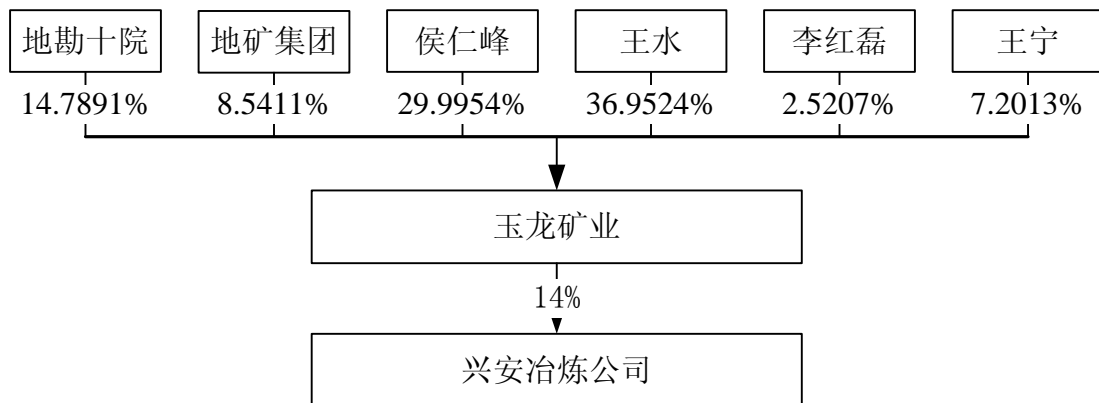 地勘十院 地矿集团 侯仁峰 王水 李红磊 王宁
14.7891% 8.5411% 29.9954% 36.9524% 2.5207% 7.2013%
玉龙矿业
14%
兴安冶炼公司